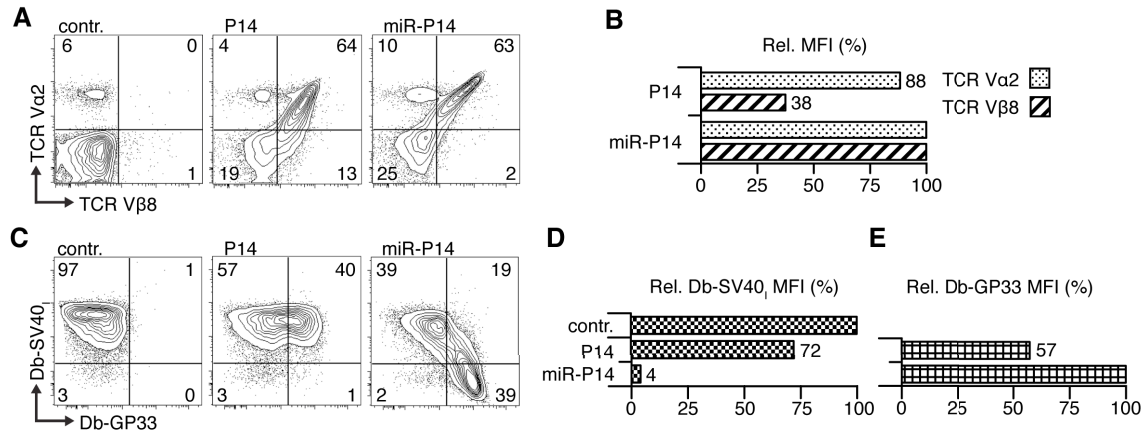 A
contr.
P14
miR-P14
6
0
4
64
10
63
TCR Vα2
1
19
13
25
2
TCR Vβ8
B
Rel. MFI (%)
P14
88
TCR Vα2
38
TCR Vβ8
miR-P14
0
25
50
75
100
C
contr.
P14
miR-P14
97
1
57
40
39
19
Db-SV40I
3
0
3
1
2
39
Db-GP33
D
Rel. Db-SV40I MFI (%)
contr.
P14
72
miR-P14
4
0
25
50
75
100
E
Rel. Db-GP33 MFI (%)
57
0
25
50
75
100